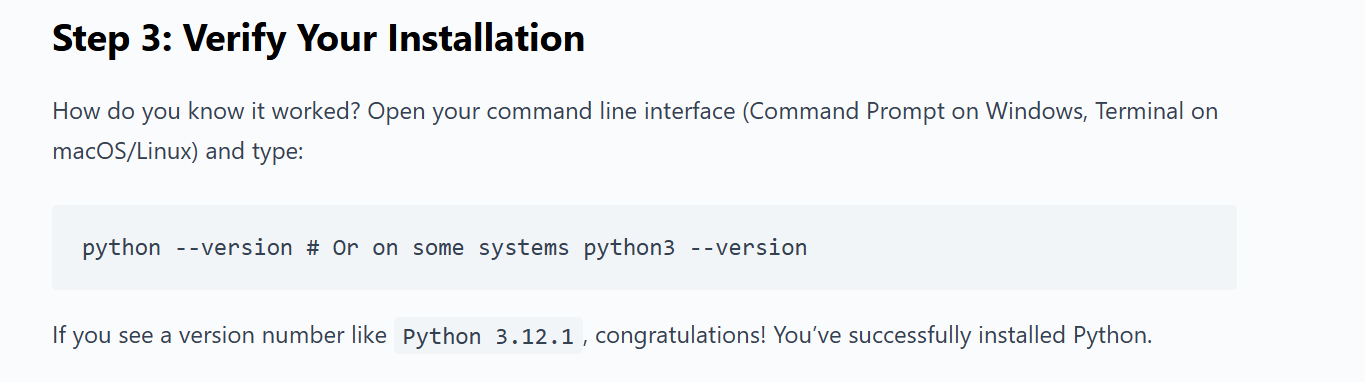 Step 3: Verify Your Installation
How do you know it worked? Open your command line interface (Command Prompt on Windows, Terminal on
macOS/Linux) and type:
python --version # Or on some systems python3 --version
If you see a version number like Python 3.12.1, congratulations! You’ve successfully installed Python.